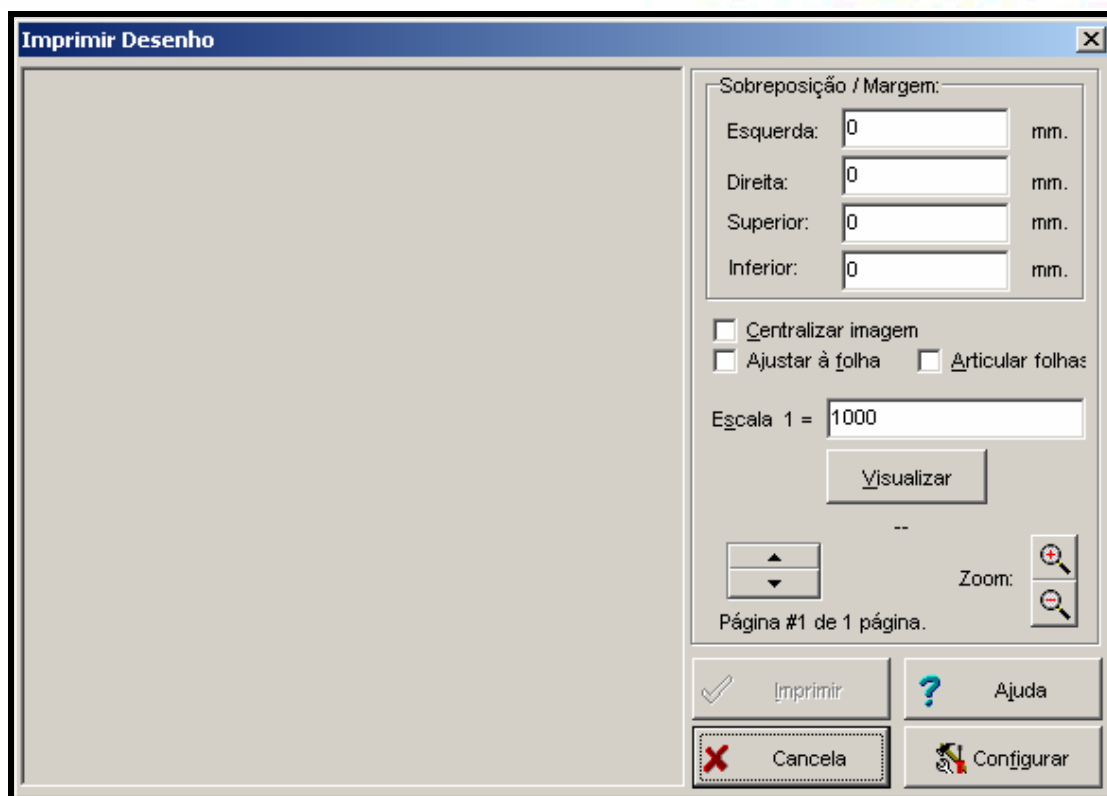 Imprimir Desenho
Sobreposição / Margem:
Esquerda: 0 mm.
Direita: 0 mm.
Superior: 0 mm.
Inferior: 0 mm.
Centralizar imagem
Ajustar à folha Articular folhas
Escala 1 = 1000
Visualizar
--
Zoom:
Página #1 de 1 página.
Imprimir Ajuda
Cancela Configurar